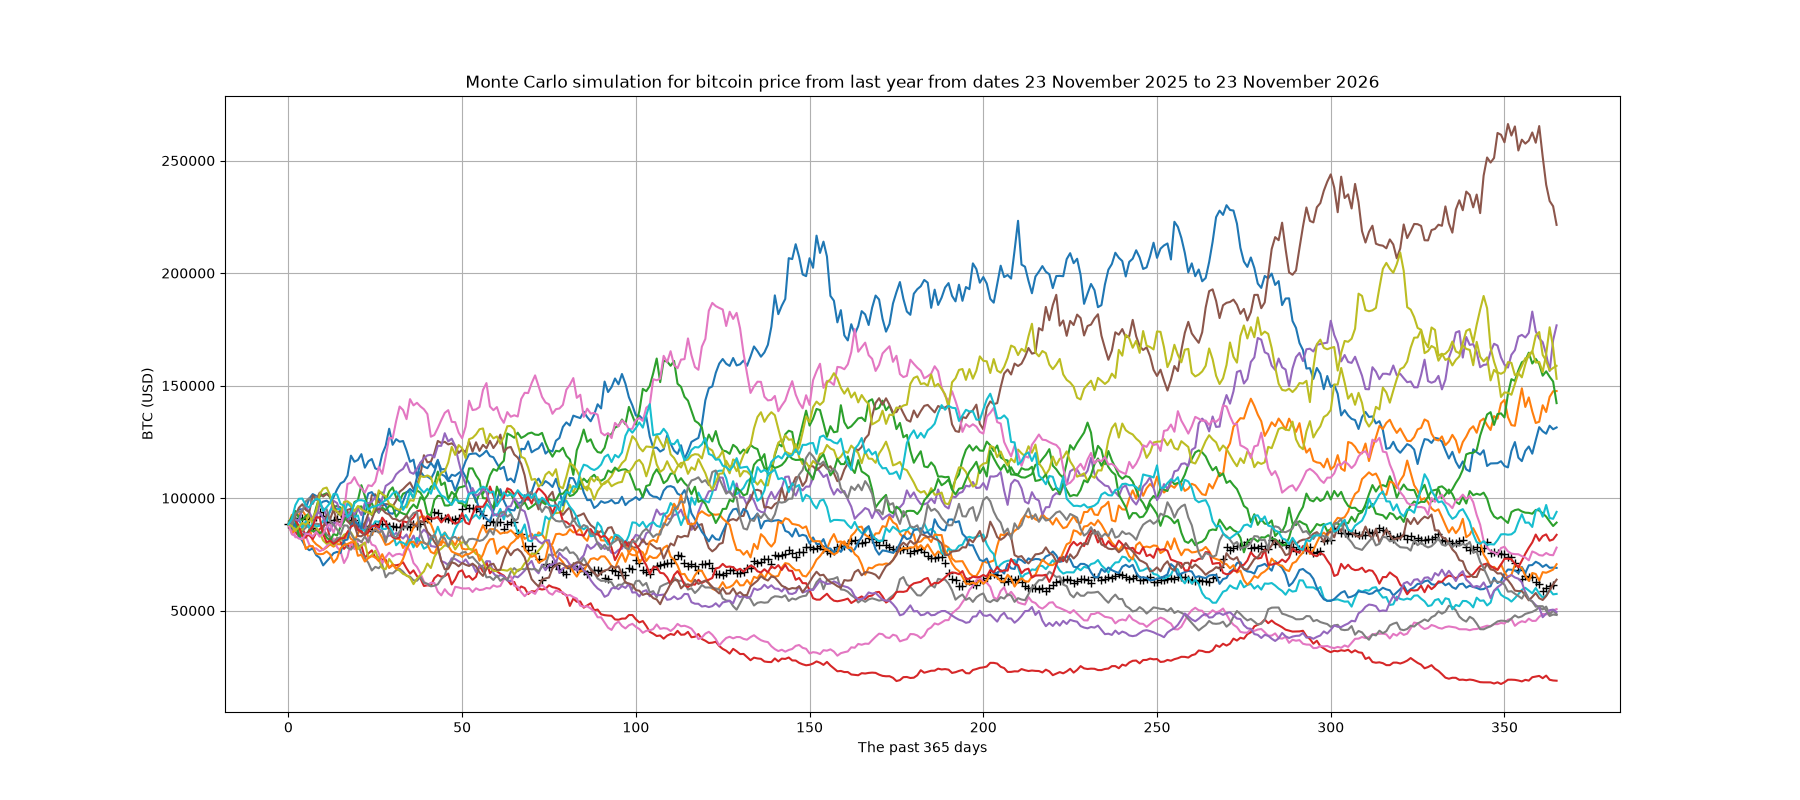 Monte Carlo simulation for bitcoin price from last year from dates 23 November 2025 to 23 November 2026
250000
200000
150000
100000
50000
BTC (USD)
0 50 100 150 200 250 300 350
The past 365 days